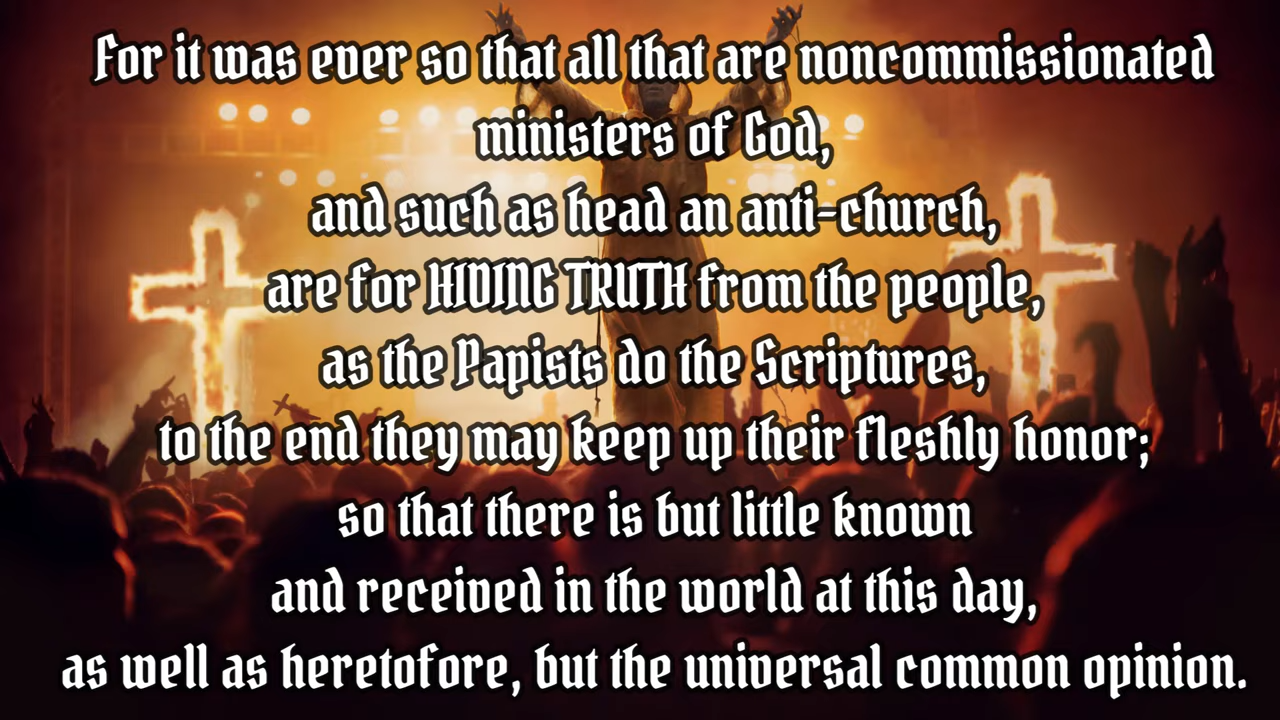 For it was ever so that all that are noncommissionated
ministers of God,
and such as head an anti-church,
are for HIDING TRUTH from the people,
as the Papists do the Scriptures,
to the end they may keep up their fleshly honor;
so that there is but little known
and received in the world at this day,
as well as heretofore, but the universal common opinion.